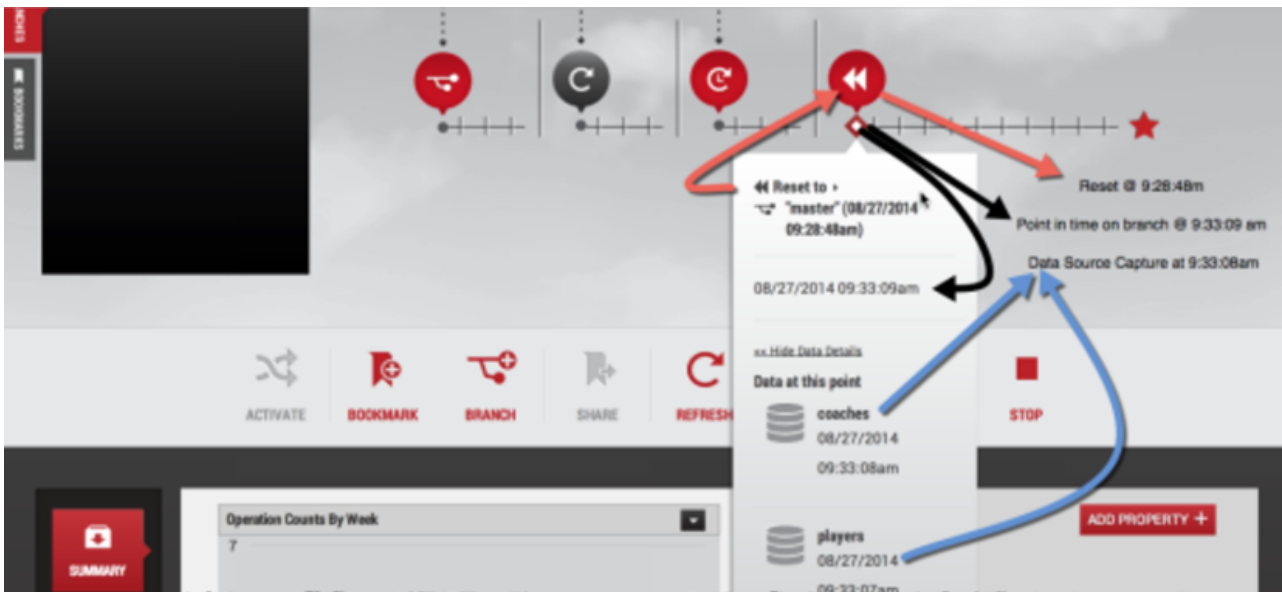 BOOKMARKS
Reset to ›
"master" (08/27/2014
09:28:48am)
08/27/2014 09:33:09am
<< Hide Data Details
Data at this point
coaches
08/27/2014
09:33:08am
players
08/27/2014
09:33:07am
Reset @ 9:28:48m
Point in time on branch @ 9:33:09 am
Data Source Capture at 9:33:08am
ACTIVATE
BOOKMARK
BRANCH
SHARE
REFRESH
STOP
SUMMARY
Operation Counts By Week
7
ADD PROPERTY +